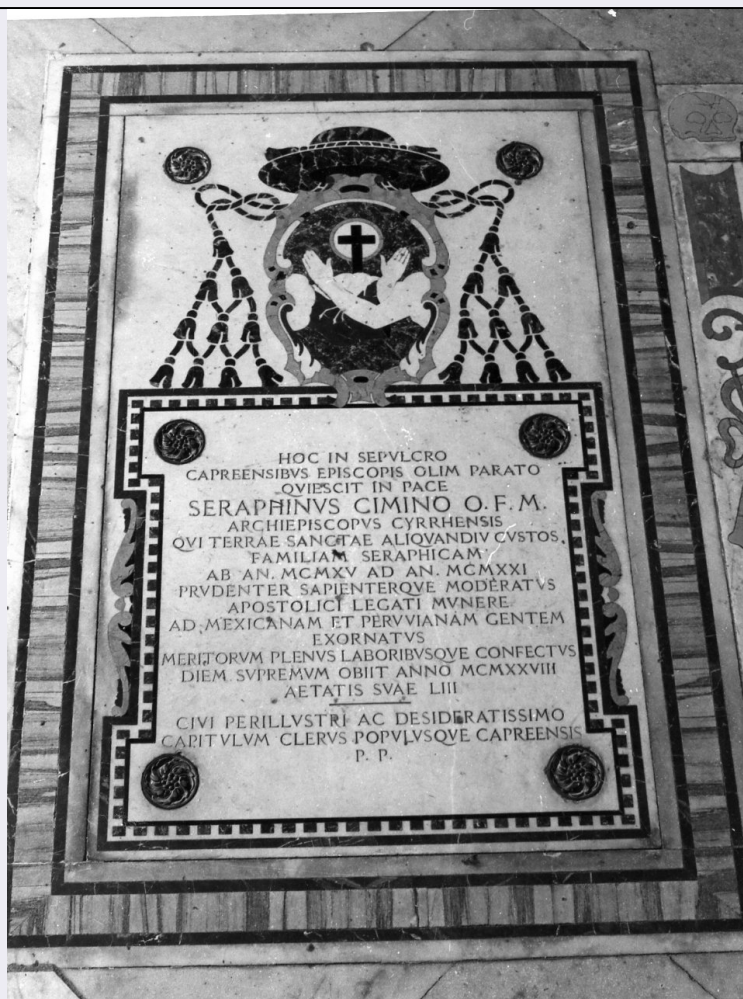 HOC IN SEPVLCRO
CAPREENSIBVS EPISCOPIS OLIM PARATO
QVIESCIT IN PACE
SERAPHINVS CIMINO O.F.M.
ARCHIEPISCOPVS CYRRHENSIS
QVI TERRAE SANCTAE ALIQVANDIV CVSTOS,
FAMILIAM SERAPHICAM
AB AN. MCMXV AD AN. MCMXXI
PRVDENTER SAPIENTERQVE MODERATVS
APOSTOLICI LEGATI MVNERE
AD MEXICANAM ET PERVVIANAM GENTEM
EXORNATVS
MERITORVM PLENVS LABORIBVSQVE CONFECTVS
DIEM SVPREMVM OBIIT ANNO MCMXXVIII
AETATIS SVAE LIII
CIVI PERILLVSTRI AC DESIDERATISSIMO
CAPITVLVM CLERVS POPVLVSQVE CAPREENSIS
P. P.